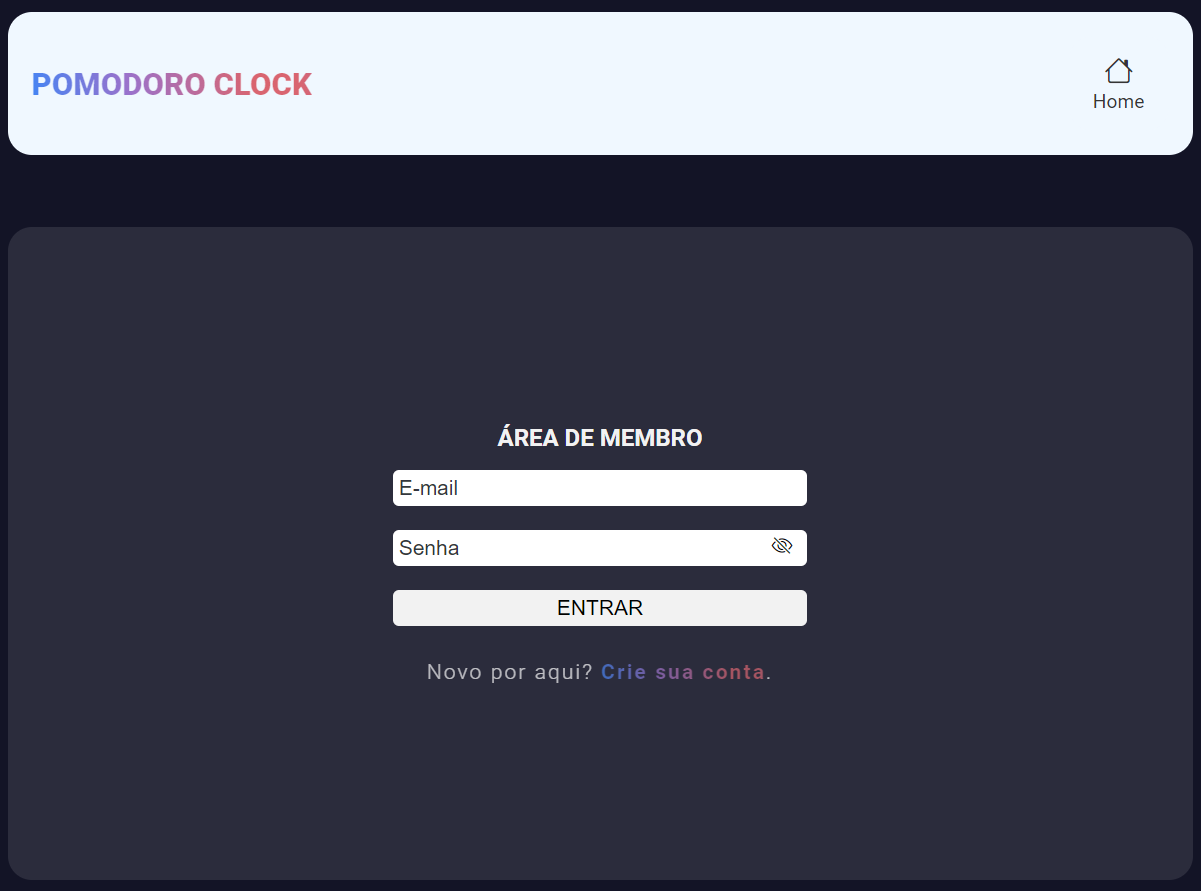 POMODORO CLOCK
Home
ÁREA DE MEMBRO
E-mail
Senha
ENTRAR
Novo por aqui? Crie sua conta.